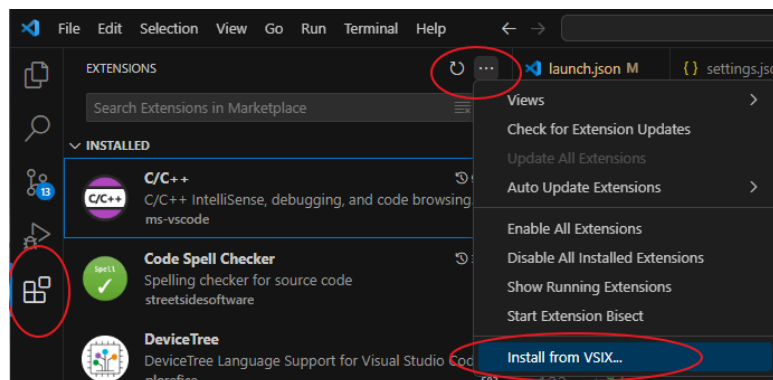 File Edit Selection View Go Run Terminal Help
EXTENSIONS
launch.json M
{ } settings.jso
Search Extensions in Marketplace
INSTALLED
C/C++
C/C++
C/C++ IntelliSense, debugging, and code browsing.
ms-vscode
13
Spell
Code Spell Checker
Spelling checker for source code
streetsidesoftware
DeviceTree
DeviceTree Language Support for Visual Studio Cod
plorefice
Views
Check for Extension Updates
Update All Extensions
Auto Update Extensions
Enable All Extensions
Disable All Installed Extensions
Show Running Extensions
Start Extension Bisect
Install from VSIX...